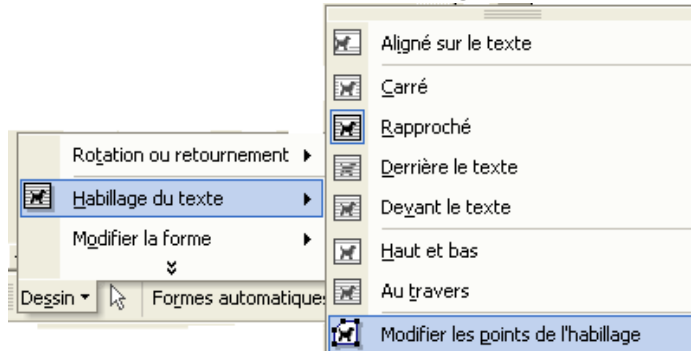 Aligné sur le texte
Carré
Rapproché
Derrière le texte
Devant le texte
Haut et bas
Au travers
Modifier les points de l'habillage
Rotation ou retournement
Habillage du texte
Modifier la forme
Dessin
Formes automatiques